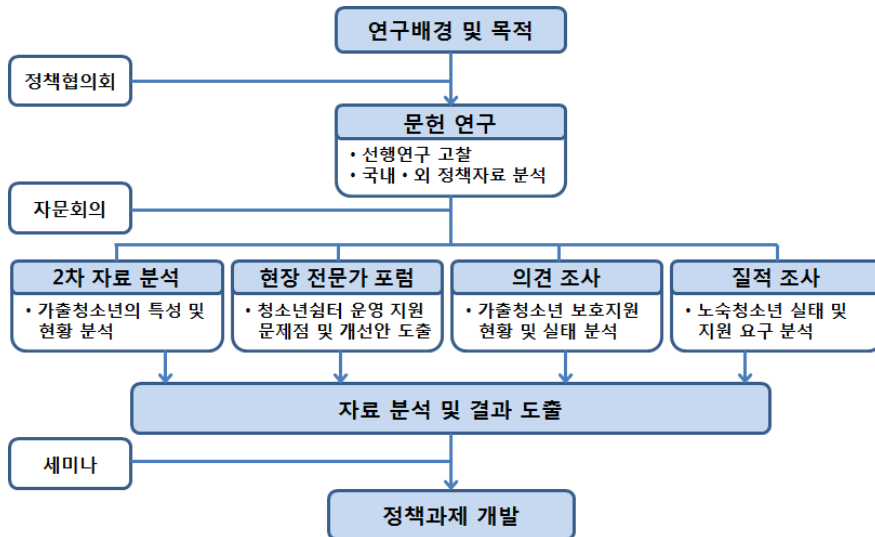 연구배경 및 목적
정책협의회
문헌 연구
• 선행연구 고찰
• 국내・외 정책자료 분석
자문회의
2차 자료 분석
• 가출청소년의 특성 및
현황 분석
현장 전문가 포럼
• 청소년쉼터 운영 지원
문제점 및 개선안 도출
의견 조사
• 가출청소년 보호지원
현황 및 실태 분석
질적 조사
• 노숙청소년 실태 및
지원 요구 분석
자료 분석 및 결과 도출
세미나
정책과제 개발